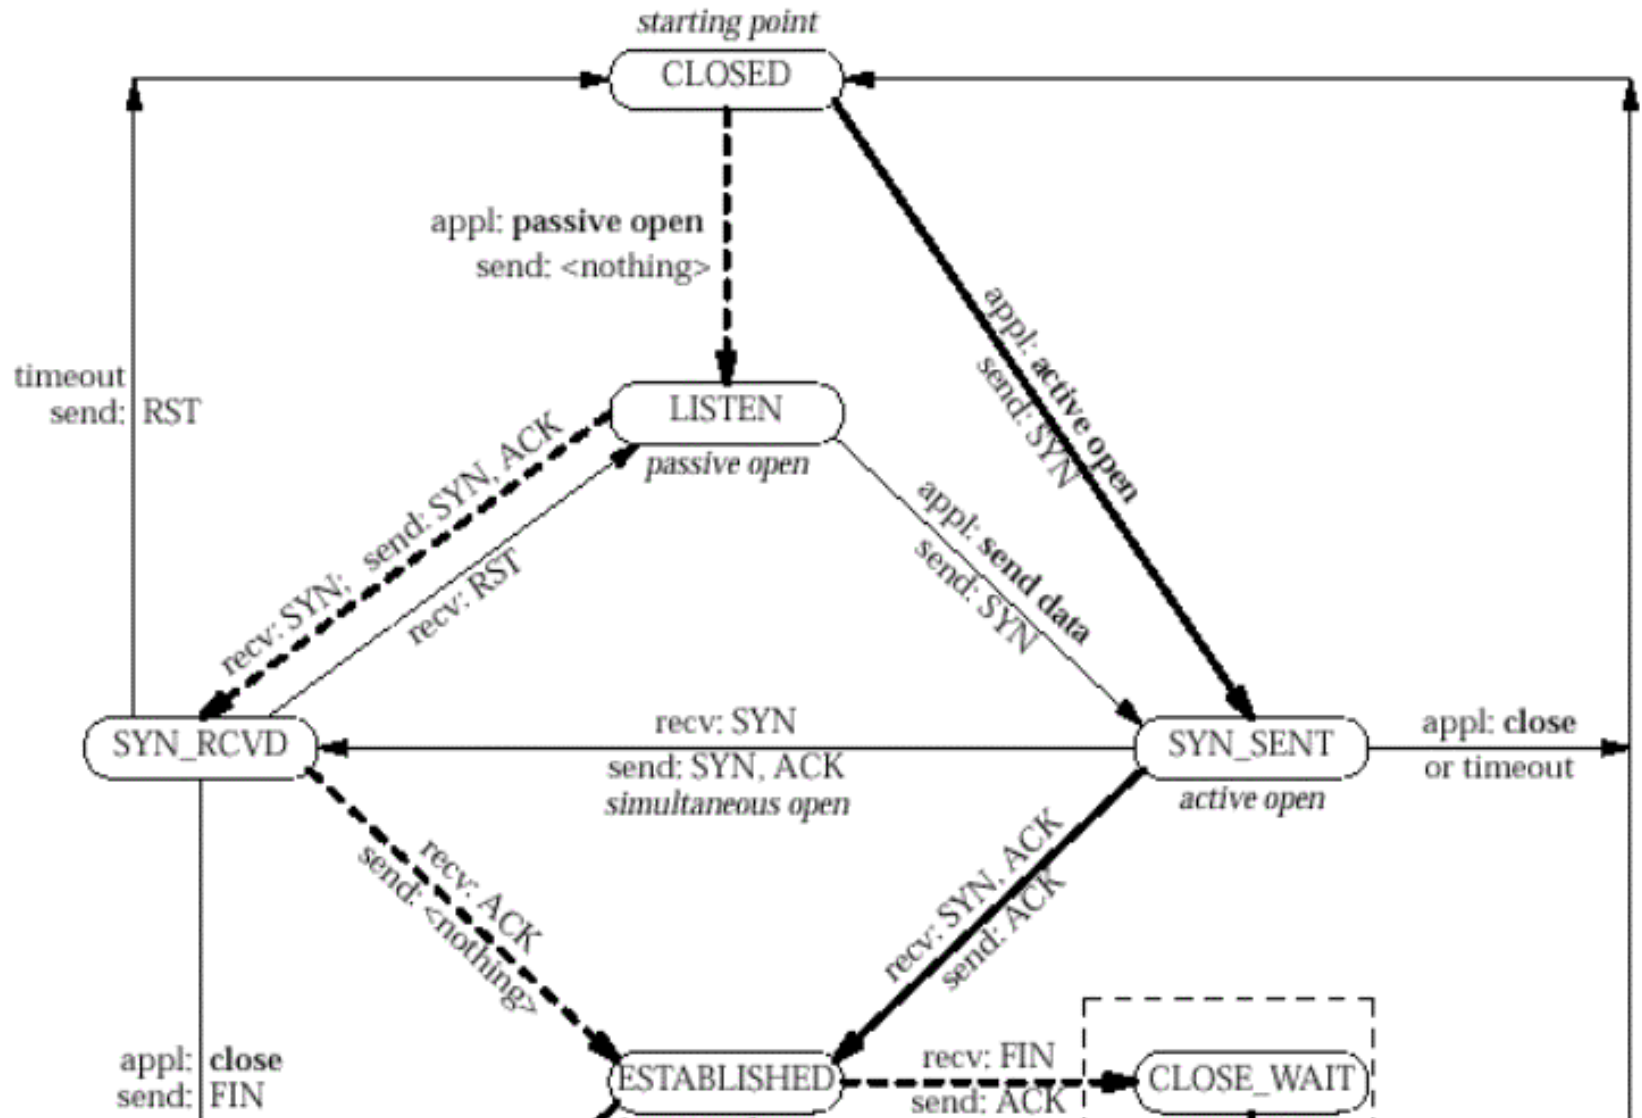 starting point
CLOSED
appl: passive open
send: <nothing>
appl: active open
send: SYN
timeout
send: RST
LISTEN
passive open
recv: SYN; send: SYN, ACK
recv: RST
appl: send data
send: SYN
SYN_RCVD
recv: SYN
send: SYN, ACK
simultaneous open
SYN_SENT
active open
appl: close
or timeout
recv: ACK
send: <nothing>
recv: SYN, ACK
send: ACK
appl: close
send: FIN
ESTABLISHED
recv: FIN
send: ACK
CLOSE_WAIT